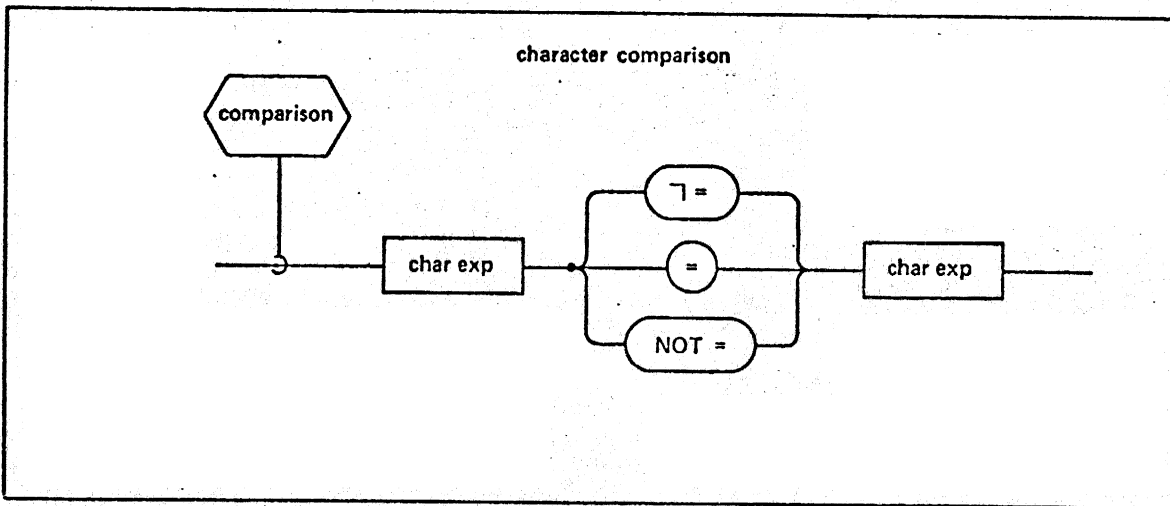 character comparison
comparison
char exp
¬ =
=
NOT =
char exp